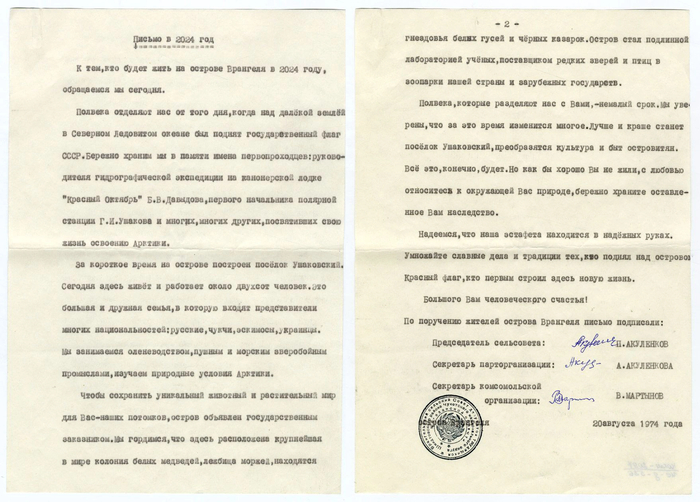 Письмо в 2024 год
К тем,кто будет жить на острове Врангеля в 2024 году,
обращаемся мы сегодня.
Полвека отделяют нас от того дня,когда над далёкой землёй
в Северном Ледовитом океане был поднят государственный флаг
СССР.Бережно храним мы в памяти имена первопроходцев:руково-
дителя гидрографической экспедиции на канонерской лодке
"Красный Октябрь" Б.В.Давыдова,первого начальника полярной
станции Г.И.Ушакова и многих,многих других,посвятивших свою
жизнь освоению Арктики.
За короткое время на острове построен посёлок Ушаковский.
Сегодня здесь живёт и работает около двухсот человек.Это
большая и дружная семья,в которую входят представители
многих национальностей:русские,чукчи,эскимосы,украинцы.
Мы занимаемся оленеводством,пушным и морским зверобойным
промыслами,изучаем природные условия Арктики.
Чтобы сохранить уникальный животный и растительный мир
для Вас-наших потомков,остров объявлен государственным
заказником.Мы гордимся,что здесь расположена крупнейшая
в мире колония белых медведей,лежбище моржей,находятся
- 2 -
гнездовья белых гусей и чёрных казарок.Остров стал подлинной
лабораторией учёных,поставщиком редких зверей и птиц в
зоопарки нашей страны и зарубежных государств.
Полвека,которые разделяют нас с Вами,-немалый срок.Мы уве-
рены,что за это время изменится многое.Лучше и краше станет
посёлок Ушаковский,преобразятся культура и быт островитян.
Всё это,конечно,будет.Но как бы хорошо Вы не жили,с любовью
относитесь к окружающей Вас природе,бережно храните оставле-
нное Вам наследство.
Надеемся,что наша эстафета находится в надёжных руках.
Умножайте славные дела и традиции тех,кто поднял над островом
Красный флаг,кто первым строил здесь новую жизнь.
Большого Вам человеческого счастья!
По поручению жителей острова Врангеля письмо подписали:
Председатель сельсовета: Н.АКУЛЕНКОВ
Секретарь парторганизации: А.АКУЛЕНКОВА
Секретарь комсомольской
организации: В.МАРТЫНОВ
остров Врангеля 20августа 1974 года